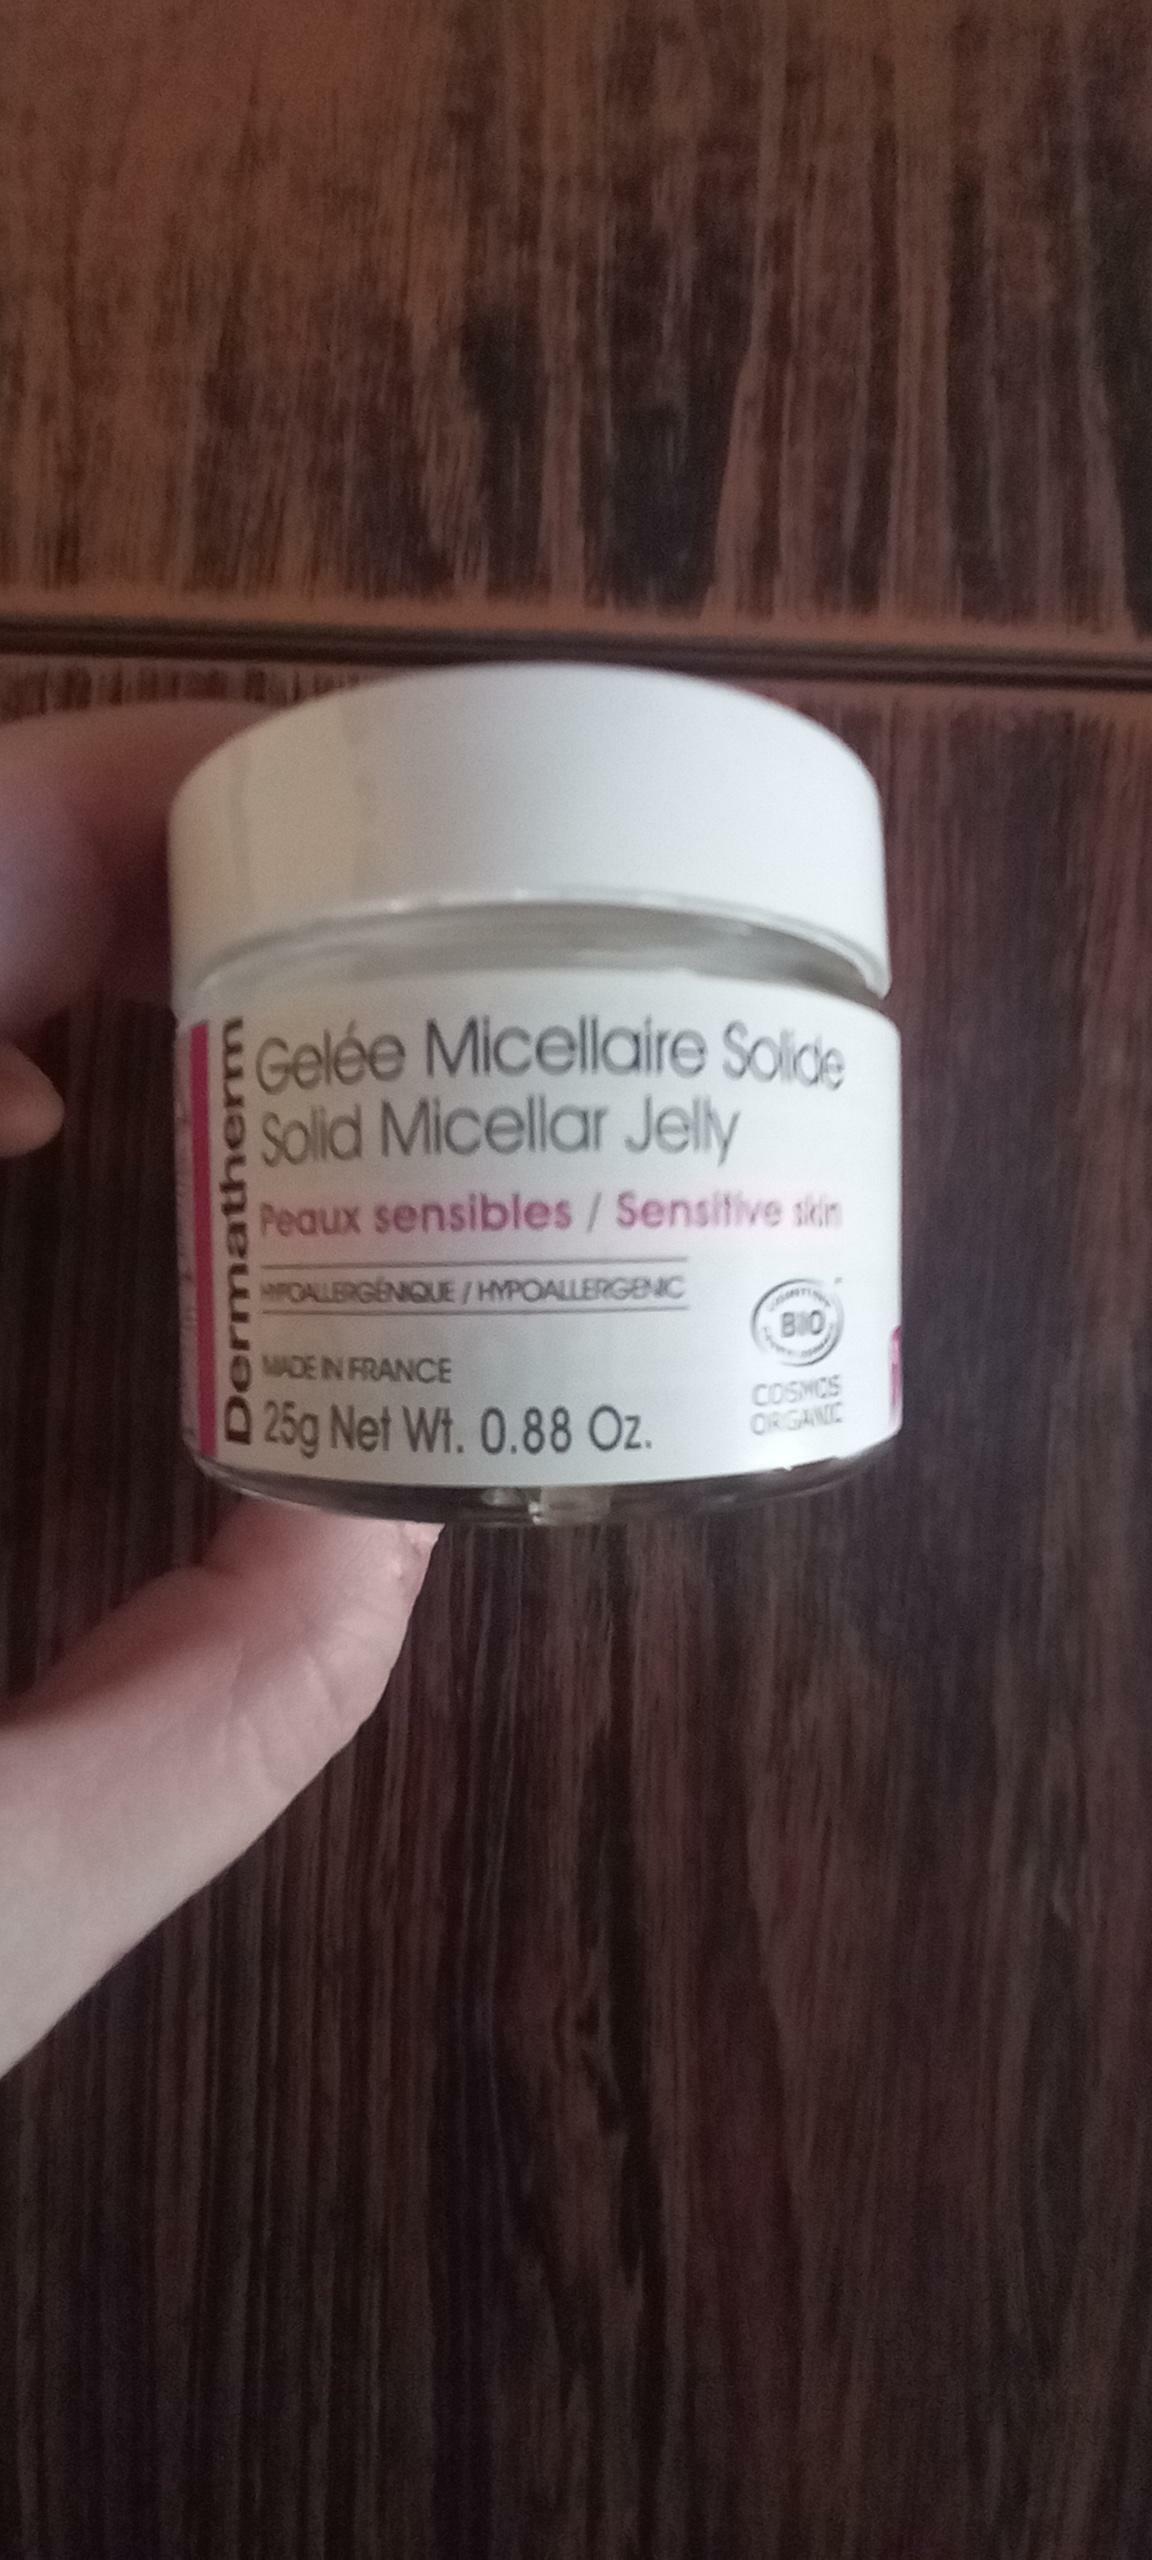 Dermatherm
Gelée Micellaire Solide
Solid Micellar Jelly
Peaux sensibles / Sensitive skin
HYPOALLERGÉNIQUE / HYPOALLERGENIC
MADE IN FRANCE
25g Net Wt. 0.88 Oz.
BIO
COSMOS
ORGANIC